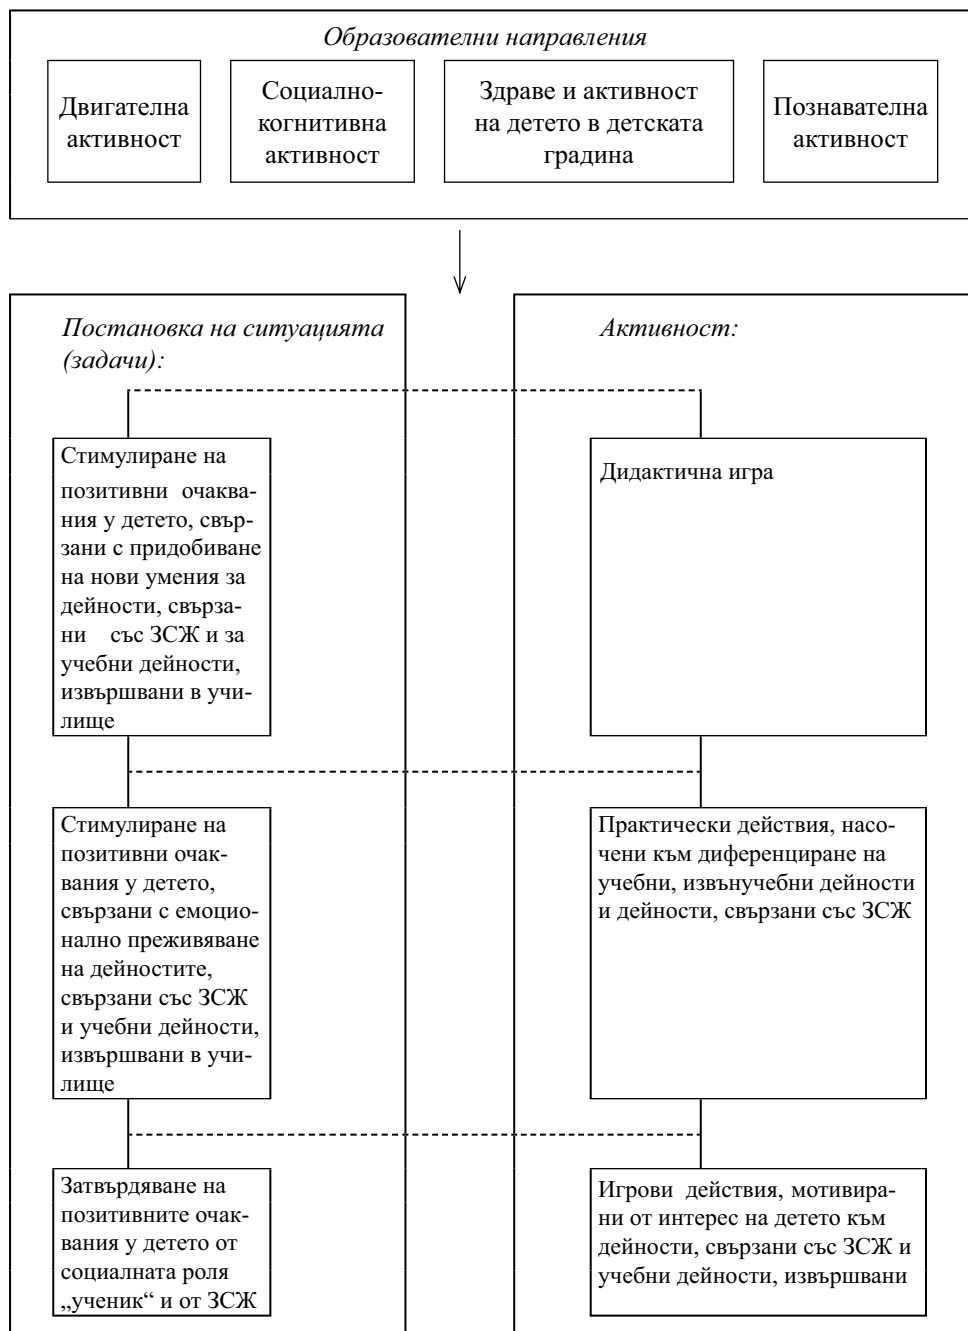 Образователни направления
Двигателна
активност
Социално-
когнитивна
активност
Здраве и активност
на детето в детската
градина
Познавателна
активност
Постановка на ситуацията
(задачи):
Активност:
Стимулиране на
позитивни очаква-
ния у детето, свър-
зани с придобиване
на нови умения за
дейности, свърза-
ни със ЗСЖ и за
учебни дейности,
извършвани в учи-
лище
Дидактична игра
Стимулиране на
позитивни очак-
вания у детето,
свързани с емоцио-
нално преживяване
на дейностите,
свързани със ЗСЖ
и учебни дейности,
извършвани в учи-
лище
Практически действия, насо-
чени към диференциране на
учебни, извънучебни дейности
и дейности, свързани със ЗСЖ
Затвърдяване на
позитивните очак-
вания у детето от
социалната роля
„ученик“ и от ЗСЖ
Игрови действия, мотивира-
ни от интерес на детето към
дейности, свързани със ЗСЖ и
учебни дейности, извършвани